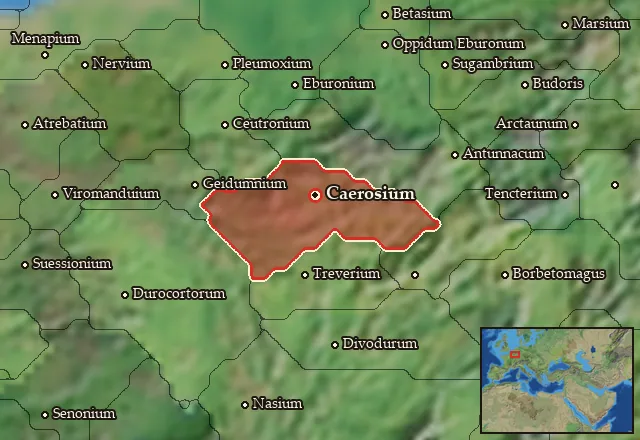 Betasium
Marsium
Menapium
Oppidum Eburonum
Nervium
Pleumoxium
Sugambrium
Eburonium
Budoris
Atrebatium
Ceutronium
Arctaunum
Antunnacum
Geidumnium
Viromanduium
Caerosium
Tencterium
Suessionium
Treverium
Borbetomagus
Durocortorum
Divodurum
Nasium
Senonium